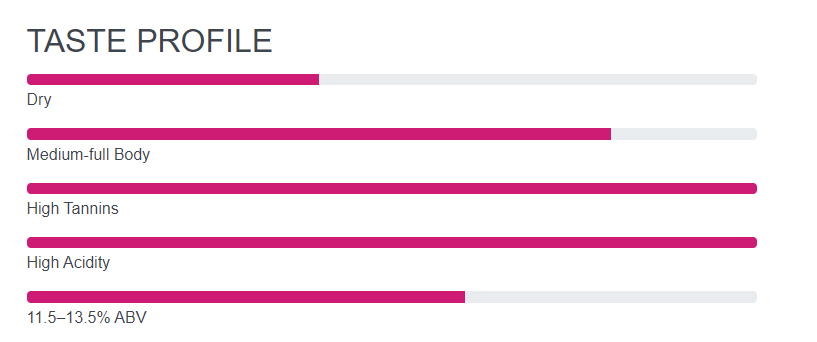 TASTE PROFILE
Dry
Medium-full Body
High Tannins
High Acidity
11.5–13.5% ABV